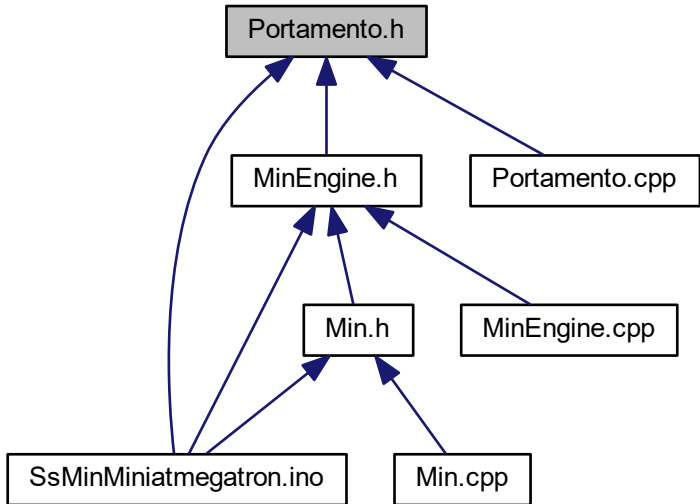 Portamento.h
MinEngine.h
Portamento.cpp
Min.h
MinEngine.cpp
SsMinMiniatmegatron.ino
Min.cpp